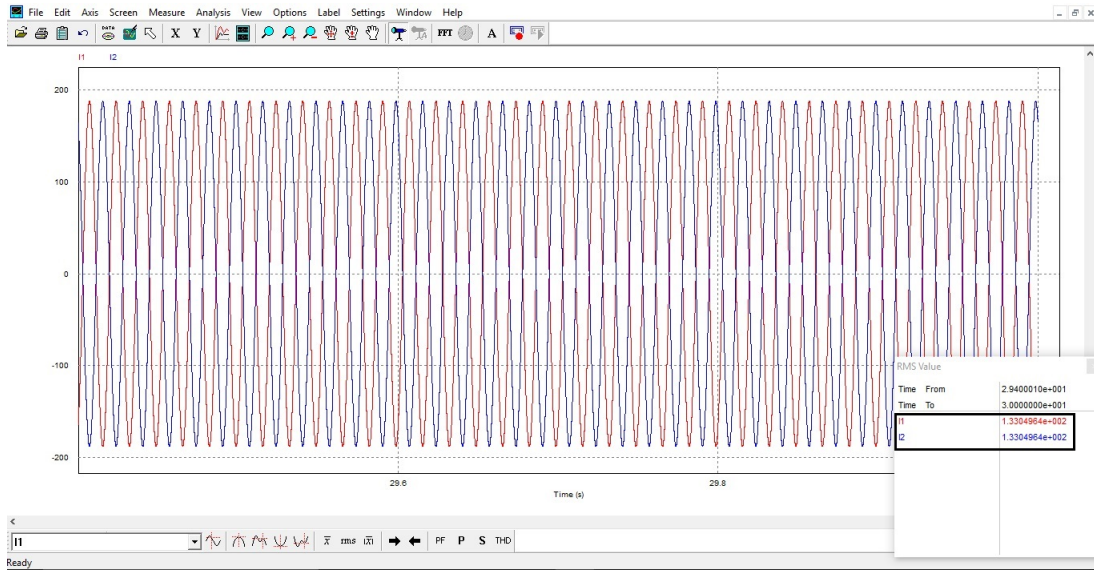 File Edit Axis Screen Measure Analysis View Options Label Settings Window Help
DATA X Y FFT A
I1 I2
200
100
0
-100
-200
29.6 29.8
Time (s)
RMS Value
Time From 2.9400010e+001
Time To 3.0000000e+001
I1 1.3304964e+002
I2 1.3304964e+002
I1 x rms |x| PF P S THD
Ready